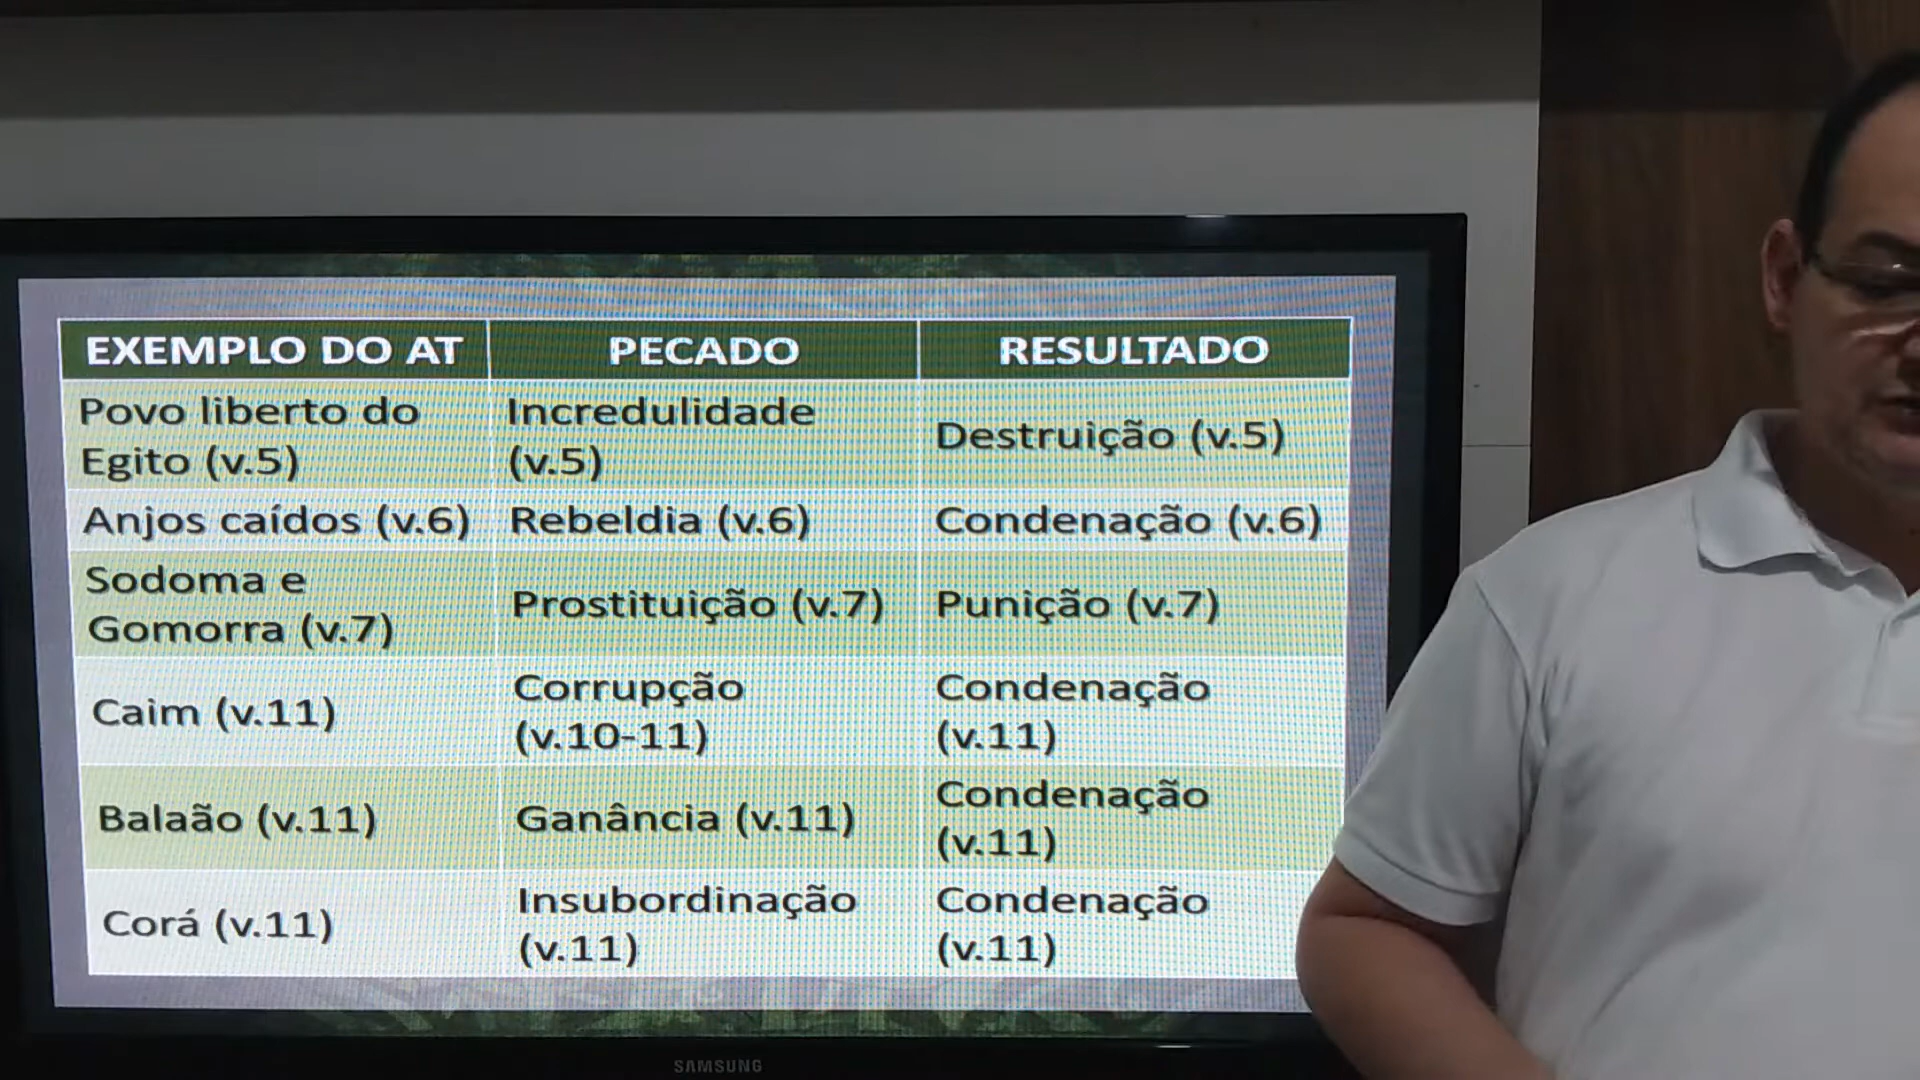 EXEMPLO DO AT
PECADO
RESULTADO
Povo liberto do
Egito (v.5)
Incredulidade
(v.5)
Destruição (v.5)
Anjos caídos (v.6)
Rebeldia (v.6)
Condenação (v.6)
Sodoma e
Gomorra (v.7)
Prostituição (v.7)
Punição (v.7)
Caim (v.11)
Corrupção
(v.10-11)
Condenação
(v.11)
Balaão (v.11)
Ganância (v.11)
Condenação
(v.11)
Corá (v.11)
Insubordinação
(v.11)
Condenação
(v.11)
SAMSUNG